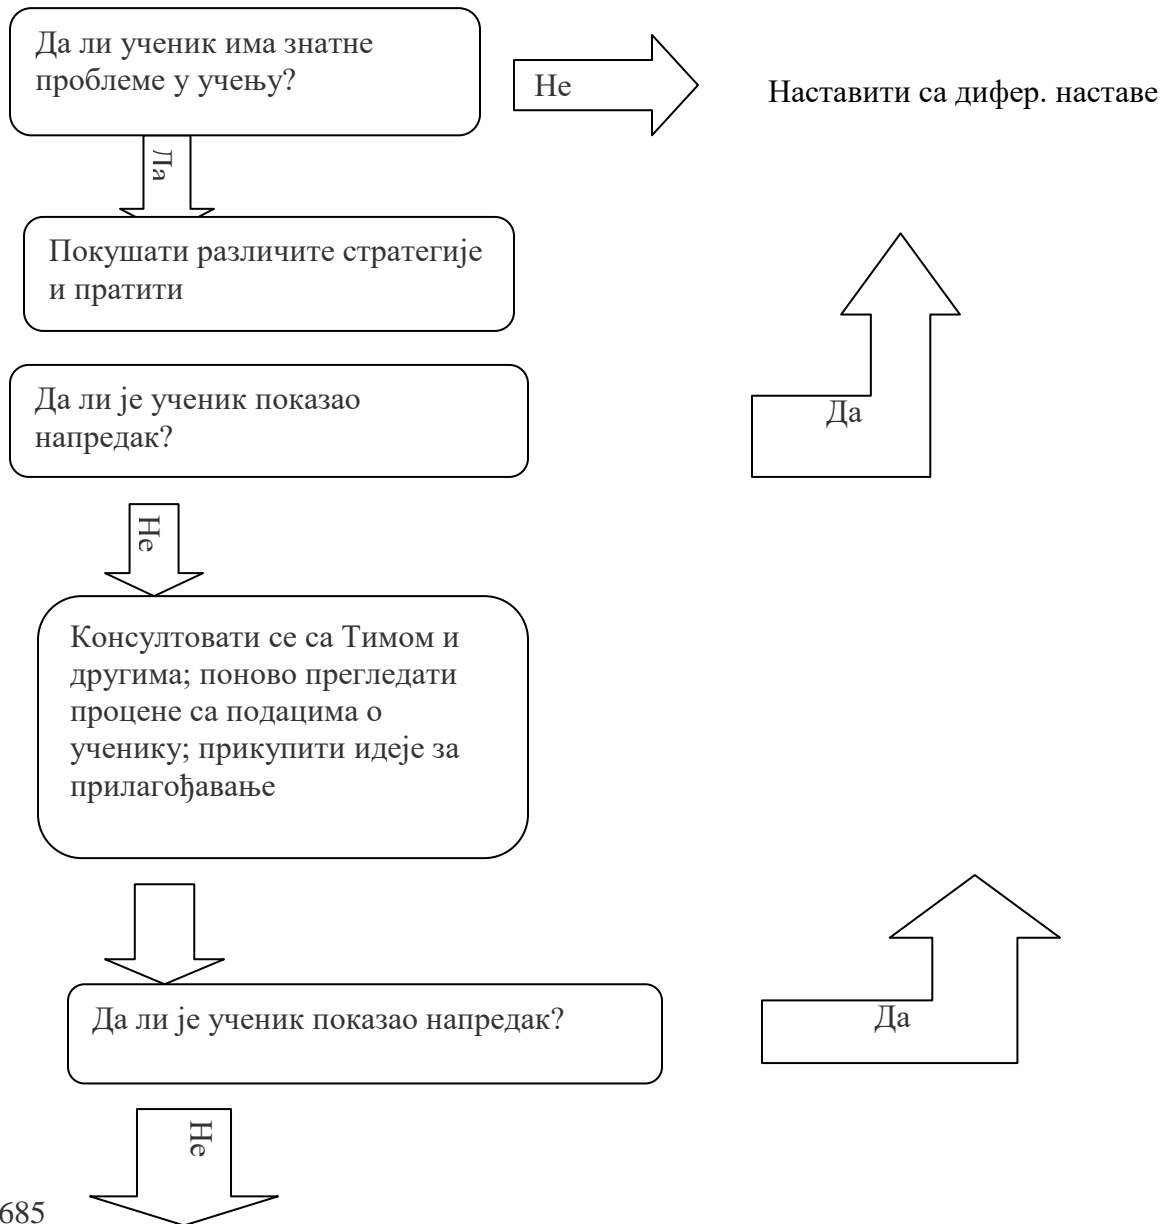 Да ли ученик има знатне
проблеме у учењу?
Не
Наставити са дифер. наставе
Да
Покушати различите стратегије
и пратити
Да ли је ученик показао
напредак?
Да
Не
Консултовати се са Тимом и
другима; поново прегледати
процене са подацима о
ученику; прикупити идеје за
прилагођавање
Да ли је ученик показао напредак?
Да
Не
685